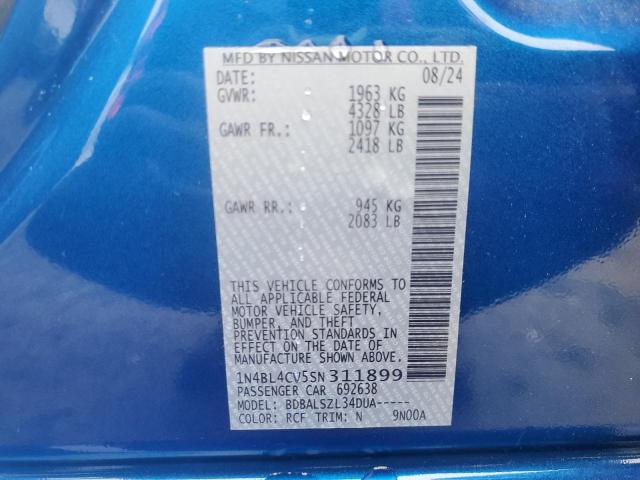 MFD BY NISSAN MOTOR CO., LTD.
DATE: 08/24
GVWR: 1963 KG
4328 LB
GAWR FR.: 1097 KG
2418 LB
GAWR RR.: 945 KG
2083 LB
THIS VEHICLE CONFORMS TO
ALL APPLICABLE FEDERAL
MOTOR VEHICLE SAFETY,
BUMPER, AND THEFT
PREVENTION STANDARDS IN
EFFECT ON THE DATE OF
MANUFACTURE SHOWN ABOVE.
1N4BL4CV5SN311899
PASSENGER CAR 692638
MODEL: BDBALSZL34DUA-----
COLOR: RCF TRIM: N 9N00A